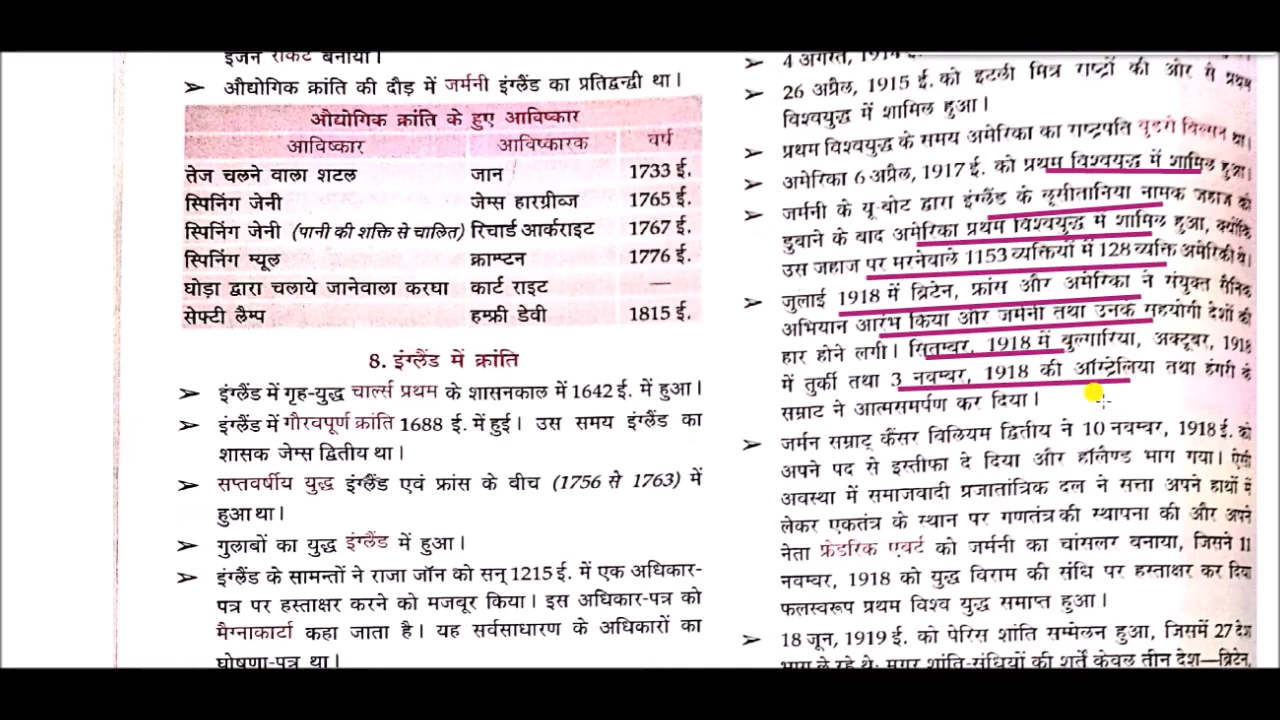 इंजन राकेट बनाया।
➢ औद्योगिक क्रांति की दौड़ में जर्मनी इंग्लैंड का प्रतिद्वन्दी था।
औद्योगिक क्रांति के हुए आविष्कार
आविष्कार आविष्कारक वर्ष
तेज चलने वाला शटल जान 1733 ई.
स्पिनिंग जेनी जेम्स हारग्रीव्ज 1765 ई.
स्पिनिंग जेनी (पानी की शक्ति से चालित) रिचार्ड आर्कराइट 1767 ई.
स्पिनिंग म्यूल क्राम्पटन 1776 ई.
घोड़ा द्वारा चलाये जानेवाला करघा कार्ट राइट —
सेफ्टी लैम्प हम्फ्री डेवी 1815 ई.
8. इंग्लैंड में क्रांति
➢ इंग्लैंड में गृह-युद्ध चार्ल्स प्रथम के शासनकाल में 1642 ई. में हुआ।
➢ इंग्लैंड में गौरवपूर्ण क्रांति 1688 ई. में हुई। उस समय इंग्लैंड का
शासक जेम्स द्वितीय था।
➢ सप्तवर्षीय युद्ध इंग्लैंड एवं फ्रांस के बीच (1756 से 1763) में
हुआ था।
➢ गुलाबों का युद्ध इंग्लैंड में हुआ।
➢ इंग्लैंड के सामन्तों ने राजा जॉन को सन् 1215 ई. में एक अधिकार-
पत्र पर हस्ताक्षर करने को मजबूर किया। इस अधिकार-पत्र को
मैग्नाकार्टा कहा जाता है। यह सर्वसाधारण के अधिकारों का
घोषणा-पत्र था।
➢ 4 अगस्त, 1914 ई.
➢ 26 अप्रैल, 1915 ई. को इटली मित्र राष्ट्रों की ओर से प्रथम
विश्वयुद्ध में शामिल हुआ।
➢ प्रथम विश्वयुद्ध के समय अमेरिका का राष्ट्रपति वुडरो विल्सन था।
➢ अमेरिका 6 अप्रैल, 1917 ई. को प्रथम विश्वयुद्ध में शामिल हुआ।
➢ जर्मनी के यू-बोट द्वारा इंग्लैंड के लूसीतानिया नामक जहाज को
डुबाने के बाद अमेरिका प्रथम विश्वयुद्ध में शामिल हुआ, क्योंकि
उस जहाज पर मरनेवाले 1153 व्यक्तियों में 128 व्यक्ति अमेरिकी थे।
➢ जुलाई 1918 में ब्रिटेन, फ्रांस और अमेरिका ने संयुक्त सैनिक
अभियान आरंभ किया और जर्मनी तथा उनके सहयोगी देशों की
हार होने लगी। सितम्बर, 1918 में बुल्गारिया, अक्टूबर, 1918
में तुर्की तथा 3 नवम्बर, 1918 की ऑस्ट्रेलिया तथा हंगरी के
सम्राट ने आत्मसमर्पण कर दिया।
➢ जर्मन सम्राट् कैंसर विलियम द्वितीय ने 10 नवम्बर, 1918 ई. को
अपने पद से इस्तीफा दे दिया और हॉलैण्ड भाग गया। ऐसी
अवस्था में समाजवादी प्रजातांत्रिक दल ने सत्ता अपने हाथों में
लेकर एकतंत्र के स्थान पर गणतंत्र की स्थापना की और अपने
नेता फ्रेडरिक एबर्ट को जर्मनी का चांसलर बनाया, जिसने 11
नवम्बर, 1918 को युद्ध विराम की संधि पर हस्ताक्षर कर दिया
फलस्वरूप प्रथम विश्व युद्ध समाप्त हुआ।
➢ 18 जून, 1919 ई. को पेरिस शांति सम्मेलन हुआ, जिसमें 27 देश
भाग ले रहे थे; मगर शांति-संधियों की शर्तें केवल तीन देश—ब्रिटेन,